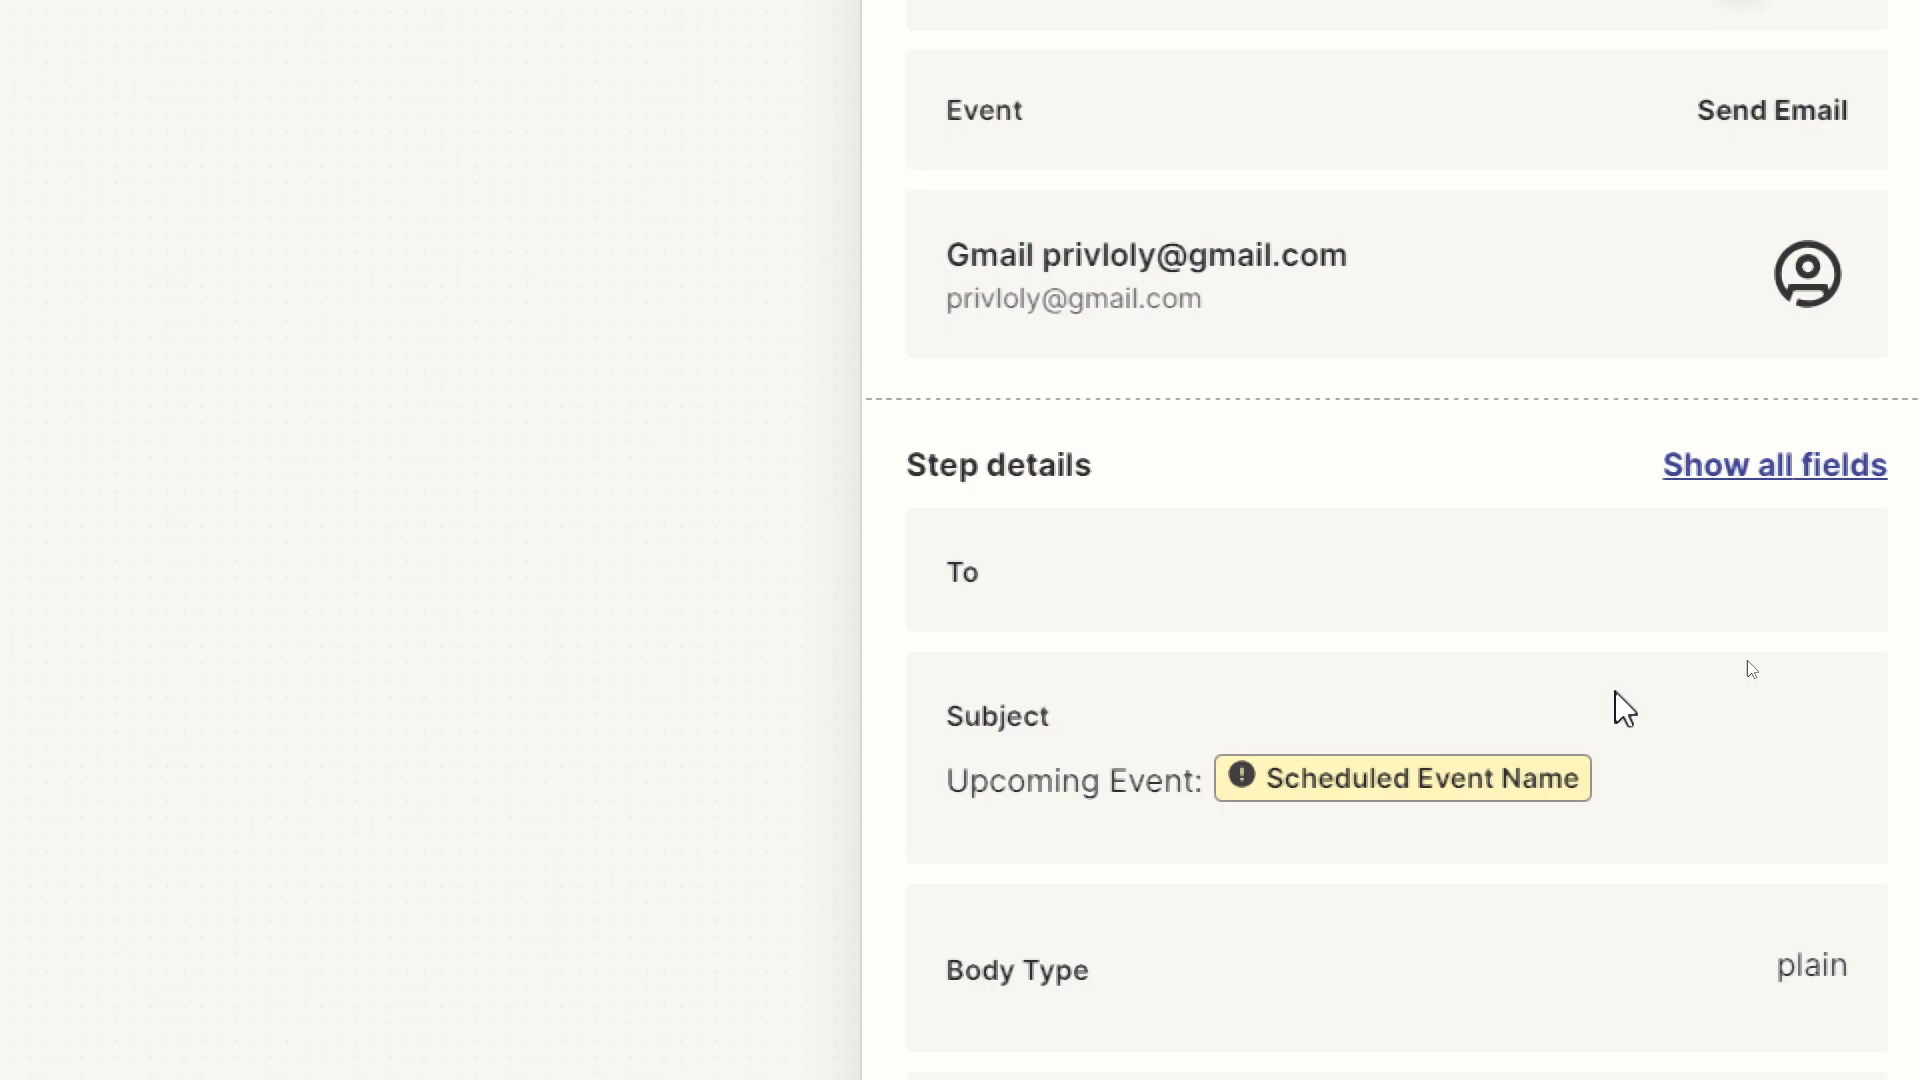 Event
Send Email
Gmail privloly@gmail.com
privloly@gmail.com
Step details
Show all fields
To
Subject
Upcoming Event: Scheduled Event Name
Body Type
plain